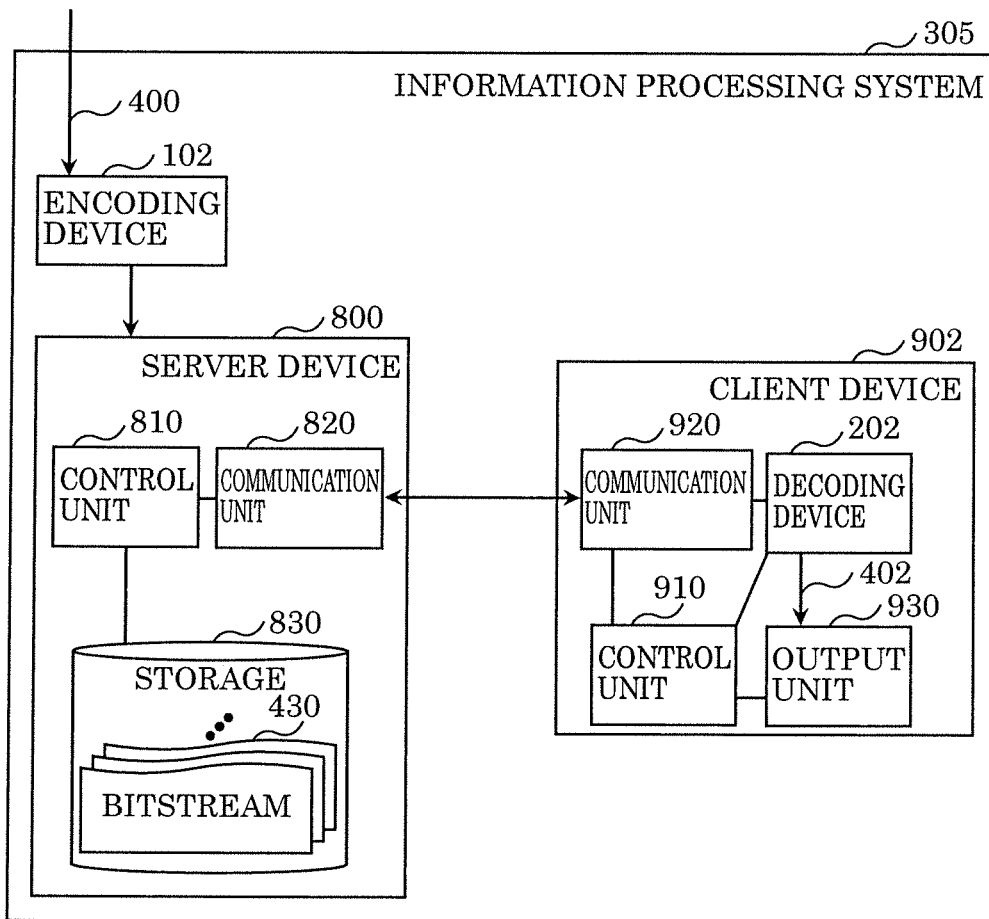 305
INFORMATION PROCESSING SYSTEM
400
102
ENCODING
DEVICE
800
SERVER DEVICE
810
CONTROL
UNIT
820
COMMUNICATION
UNIT
830
STORAGE
430
BITSTREAM
902
CLIENT DEVICE
920
COMMUNICATION
UNIT
202
DECODING
DEVICE
402
910
CONTROL
UNIT
930
OUTPUT
UNIT